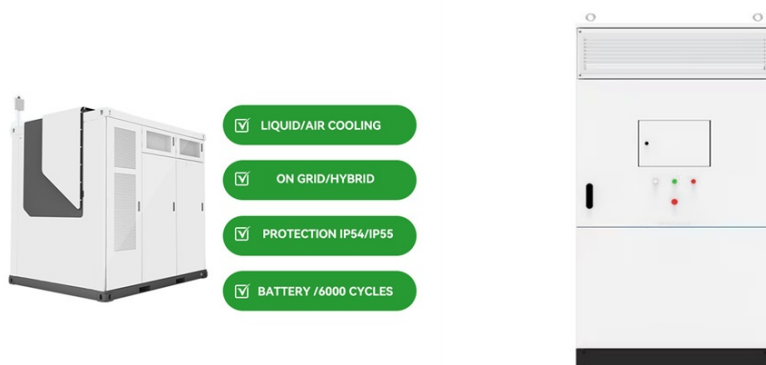 LIQUID/AIR COOLING
ON GRID/HYBRID
PROTECTION IP54/IP55
BATTERY /6000 CYCLES